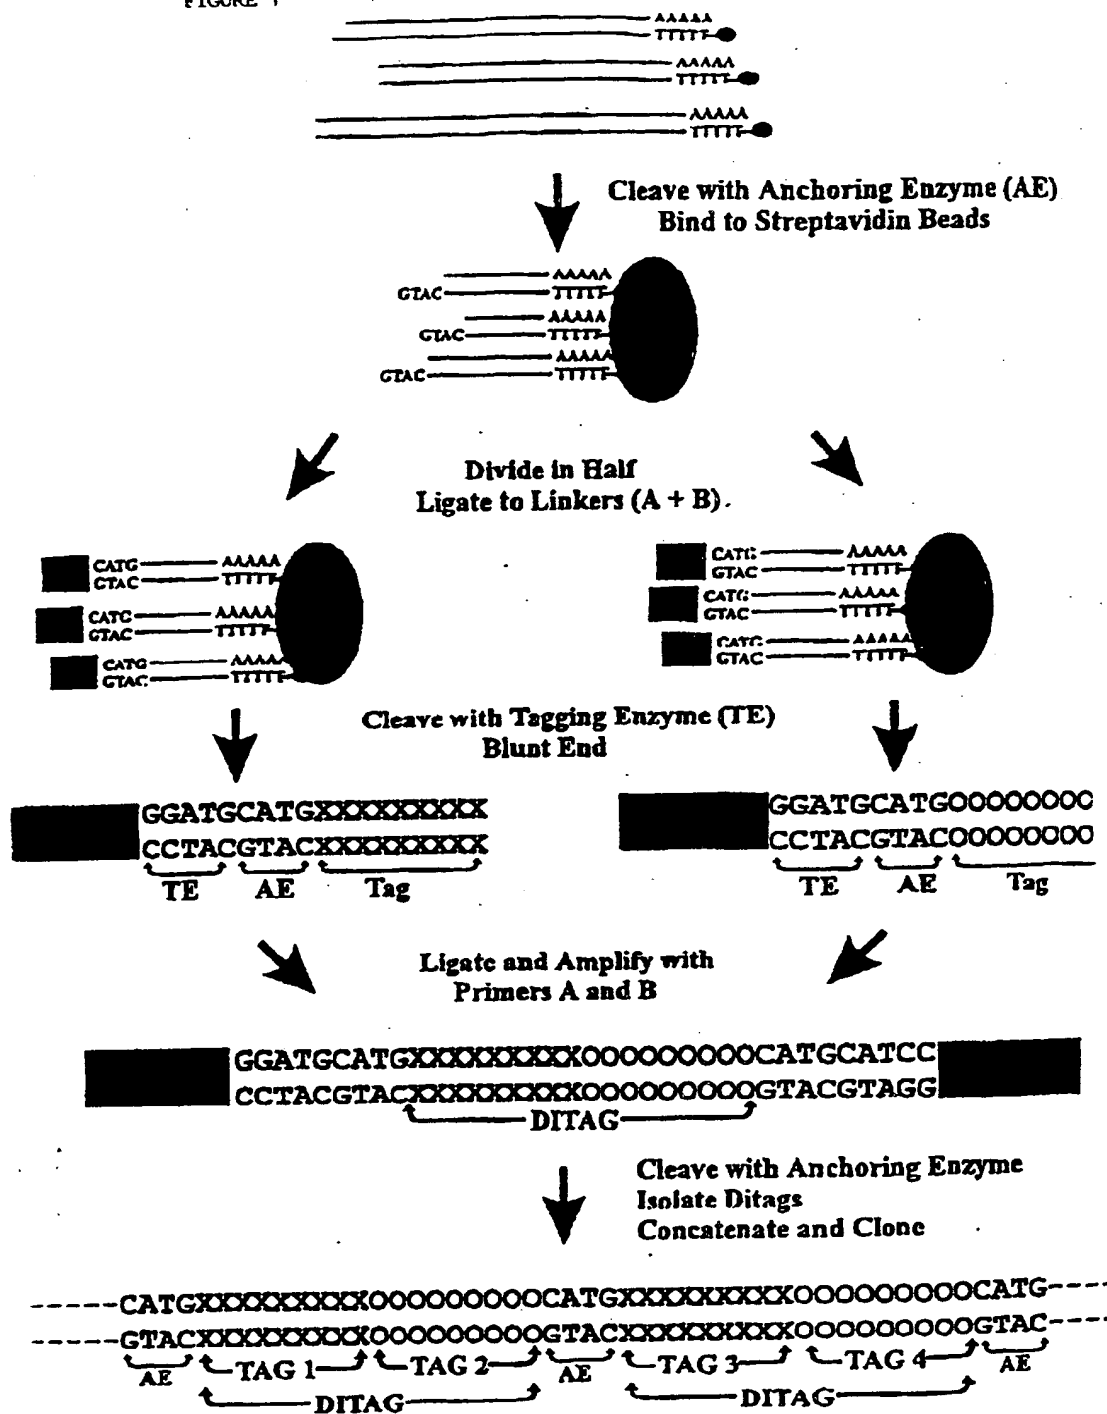 FIGURE
AAAAA
TTTTT
AAAAA
TTTTT
AAAAA
TTTTT
Cleave with Anchoring Enzyme (AE)
Bind to Streptavidin Beads
AAAAA
GTAC TTTTT
AAAAA
GTAC TTTTT
AAAAA
GTAC TTTTT
Divide in Half
Ligate to Linkers (A + B).
CATG AAAAA
GTAC TTTTT
CATG AAAAA
GTAC TTTTT
CATG AAAAA
GTAC TTTTT
CATG AAAAA
GTAC TTTTT
CATG AAAAA
GTAC TTTTT
CATG AAAAA
GTAC TTTTT
Cleave with Tagging Enzyme (TE)
Blunt End
GGATGCATGXXXXXXXXX
CCTACGTACXXXXXXXXX
TE AE Tag
GGATGCATGOOOOOOOO
CCTACGTACOOOOOOOO
TE AE Tag
Ligate and Amplify with
Primers A and B
GGATGCATGXXXXXXXXXOOOOOOOOOCATGCATCC
CCTACGTACXXXXXXXXXOOOOOOOOOGTACGTAGG
DITAG
Cleave with Anchoring Enzyme
Isolate Ditags
Concatenate and Clone
-----CATGXXXXXXXXXOOOOOOOOOCATGXXXXXXXXXOOOOOOOOOCATG----
-----GTACXXXXXXXXXOOOOOOOOOGTACXXXXXXXXXOOOOOOOOOGTAC----
AE TAG 1 TAG 2 AE TAG 3 TAG 4 AE
DITAG DITAG